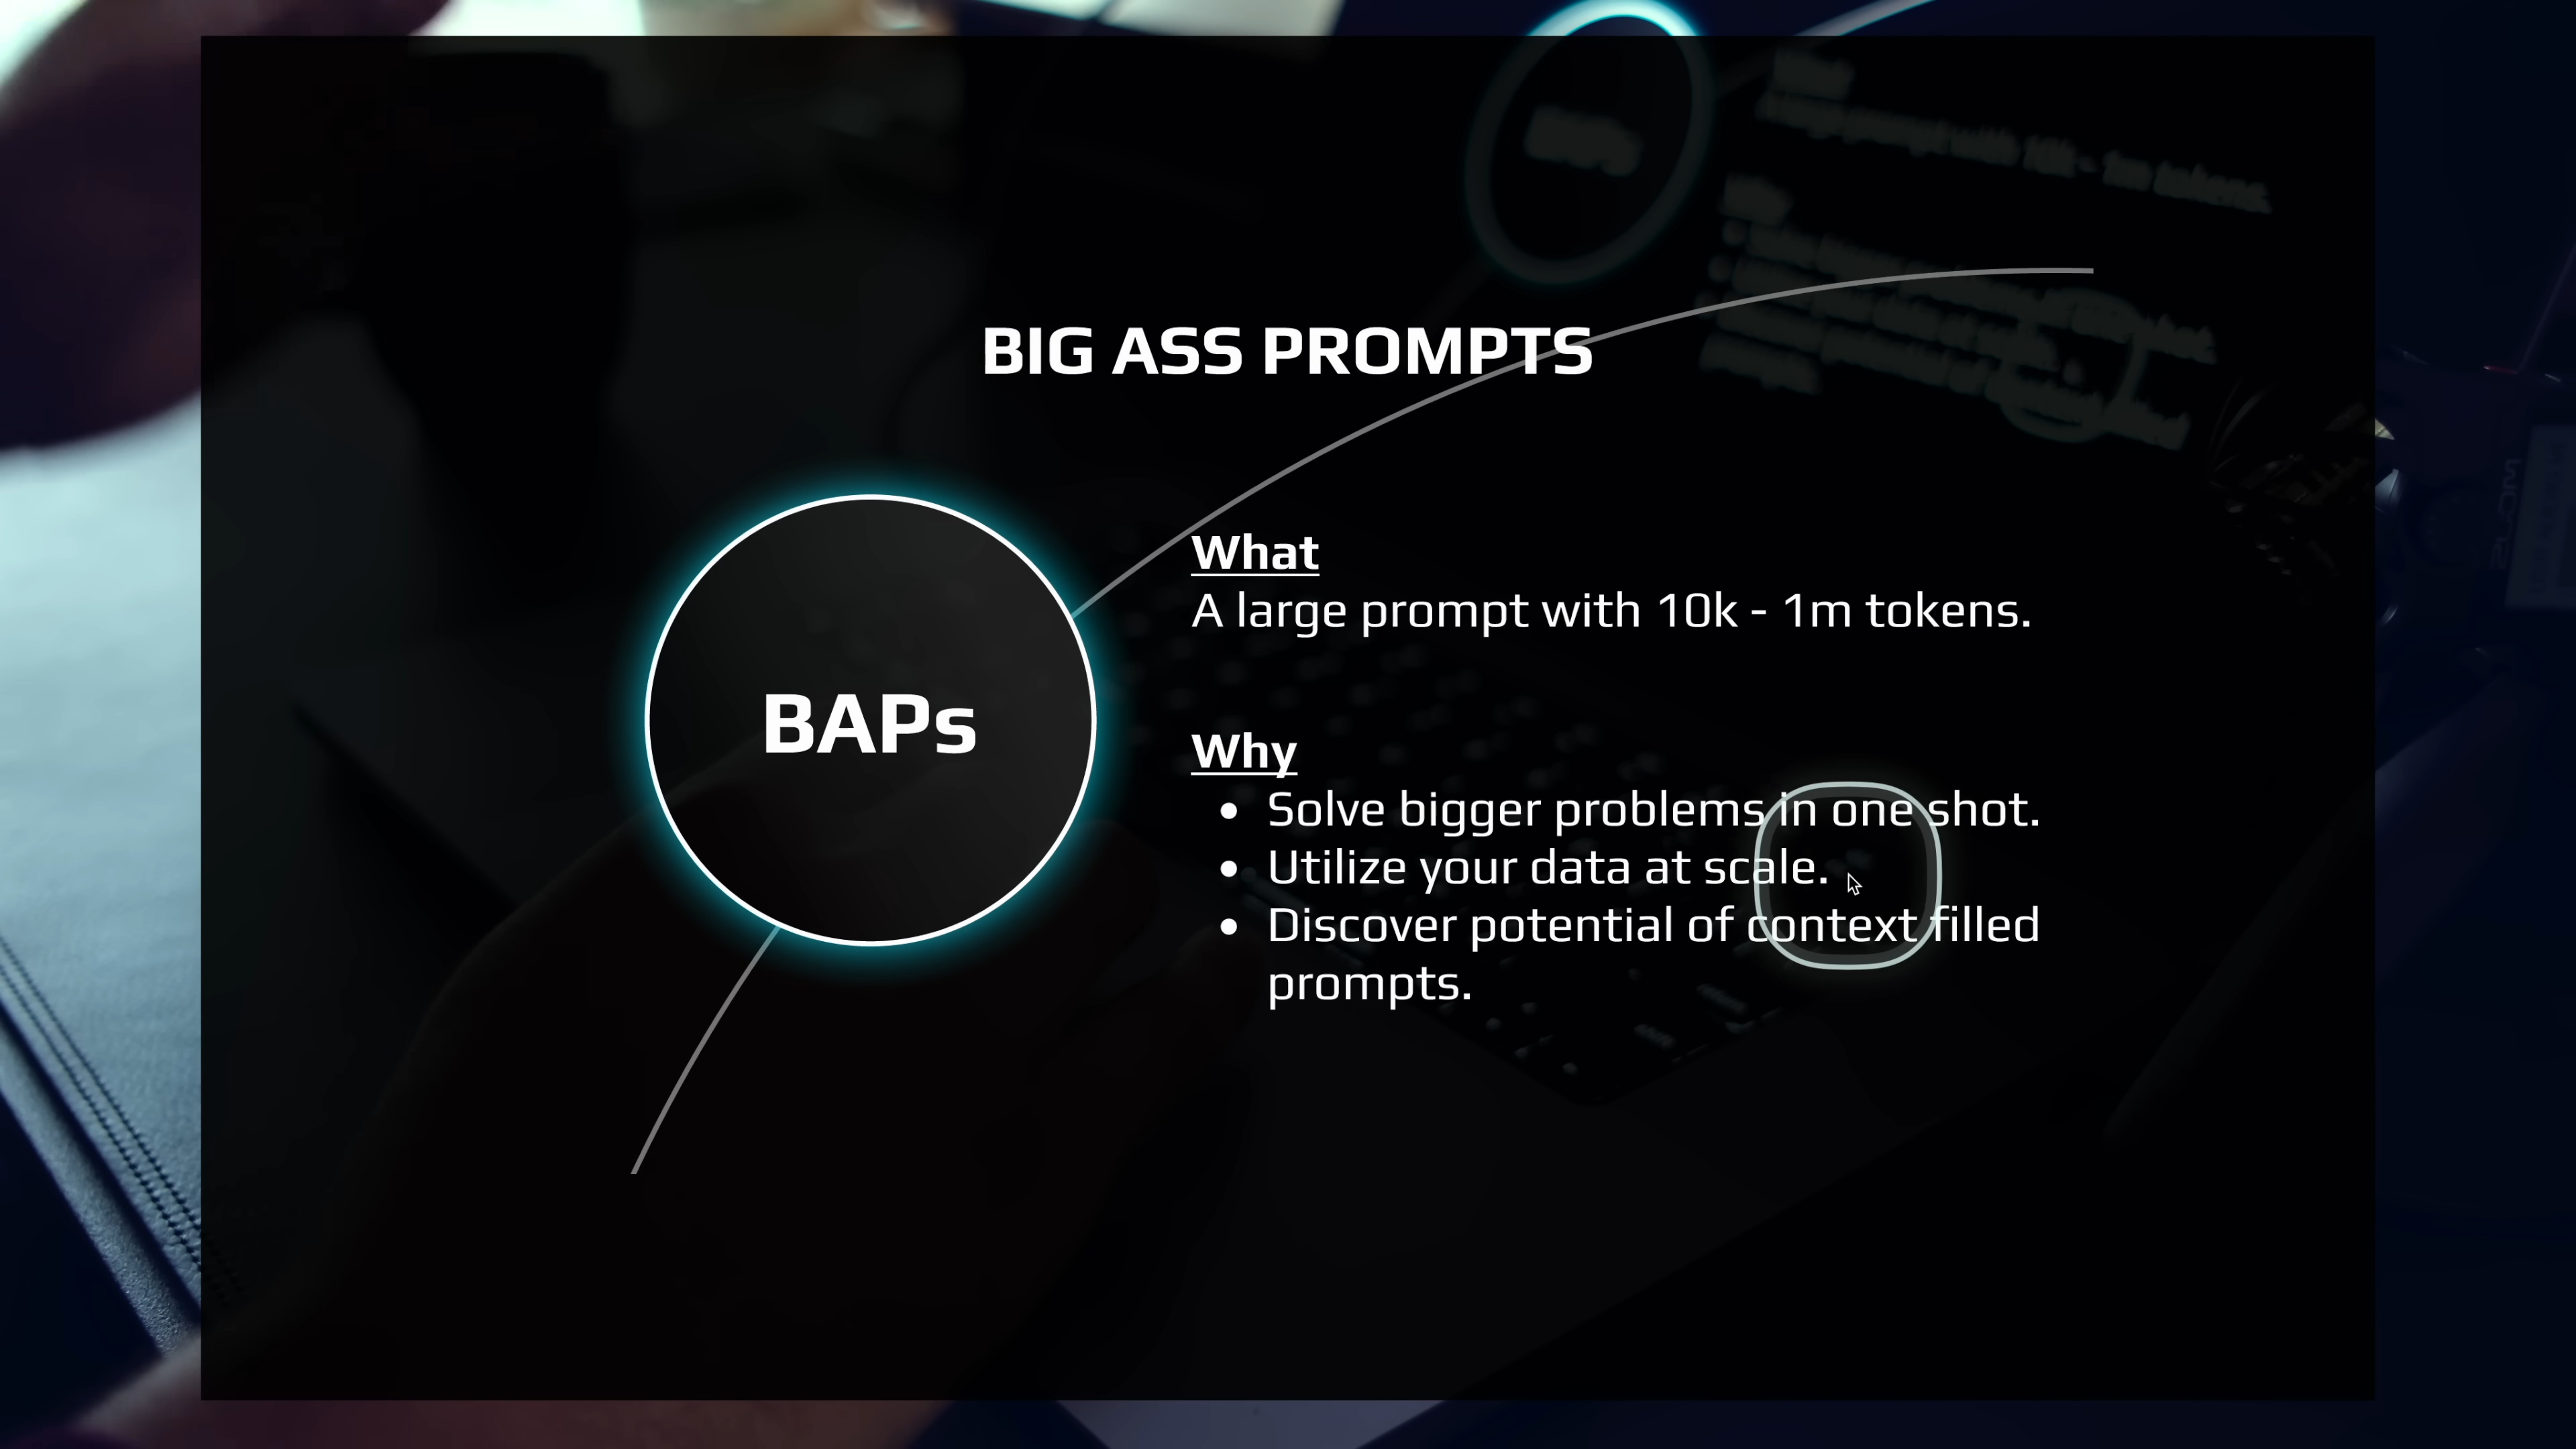 BIG ASS PROMPTS
BAPs
What
A large prompt with 10k - 1m tokens.
Why
• Solve bigger problems in one shot.
• Utilize your data at scale.
• Discover potential of context filled
prompts.